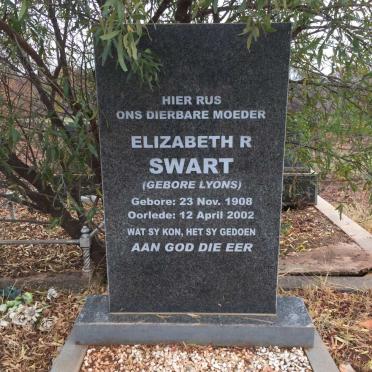 HIER RUS
ONS DIERBARE MOEDER
ELIZABETH R
SWART
(GEBORE LYONS)
Gebore: 23 Nov. 1908
Oorlede: 12 April 2002
WAT SY KON, HET SY GEDOEN
AAN GOD DIE EER